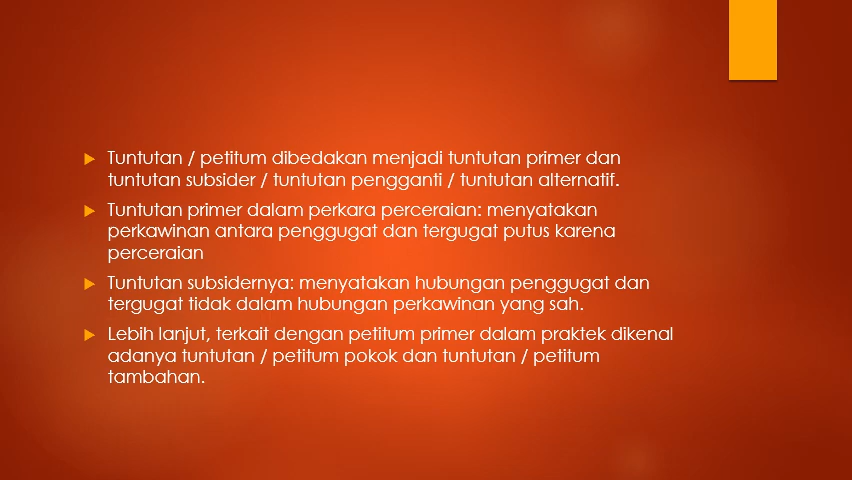 Tuntutan / petitum dibedakan menjadi tuntutan primer dan
tuntutan subsider / tuntutan pengganti / tuntutan alternatif.
Tuntutan primer dalam perkara perceraian: menyatakan
perkawinan antara penggugat dan tergugat putus karena
perceraian
Tuntutan subsidernya: menyatakan hubungan penggugat dan
tergugat tidak dalam hubungan perkawinan yang sah.
Lebih lanjut, terkait dengan petitum primer dalam praktek dikenal
adanya tuntutan / petitum pokok dan tuntutan / petitum
tambahan.